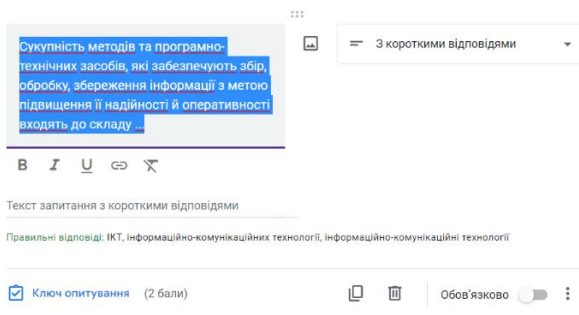 Сукупність методів та програмно-
технічних засобів, які забезпечують збір,
обробку, збереження інформації з метою
підвищення її надійності й оперативності
входять до складу ...
З короткими відповідями
B I U
Текст запитання з короткими відповідями
Правильні відповіді: ІКТ, інформаційно-комунікаційних технології, інформаційно-комунікаційні технології
Ключ опитування (2 бали)
Обов'язково